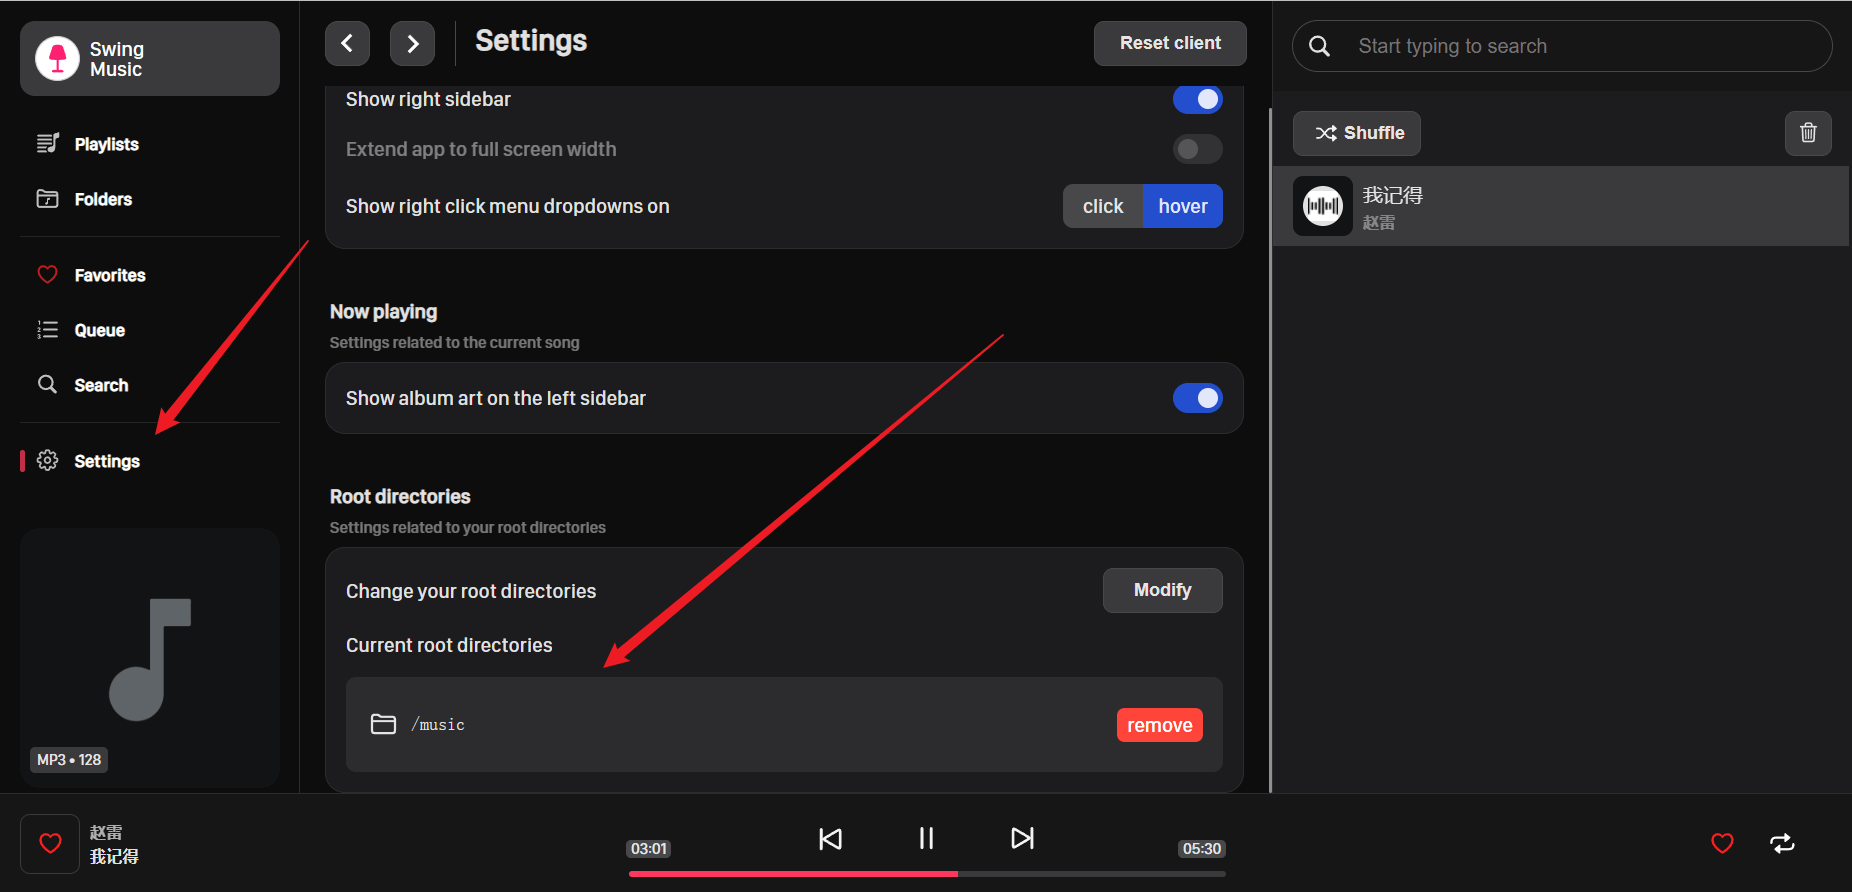 Swing
Music
Playlists
Folders
Favorites
Queue
Search
Settings
MP3 • 128
Settings
Reset client
Show right sidebar
Extend app to full screen width
Show right click menu dropdowns on
click
hover
Now playing
Settings related to the current song
Show album art on the left sidebar
Root directories
Settings related to your root directories
Change your root directories
Modify
Current root directories
/music
remove
Start typing to search
Shuffle
我记得
赵雷
赵雷
我记得
03:01
05:30